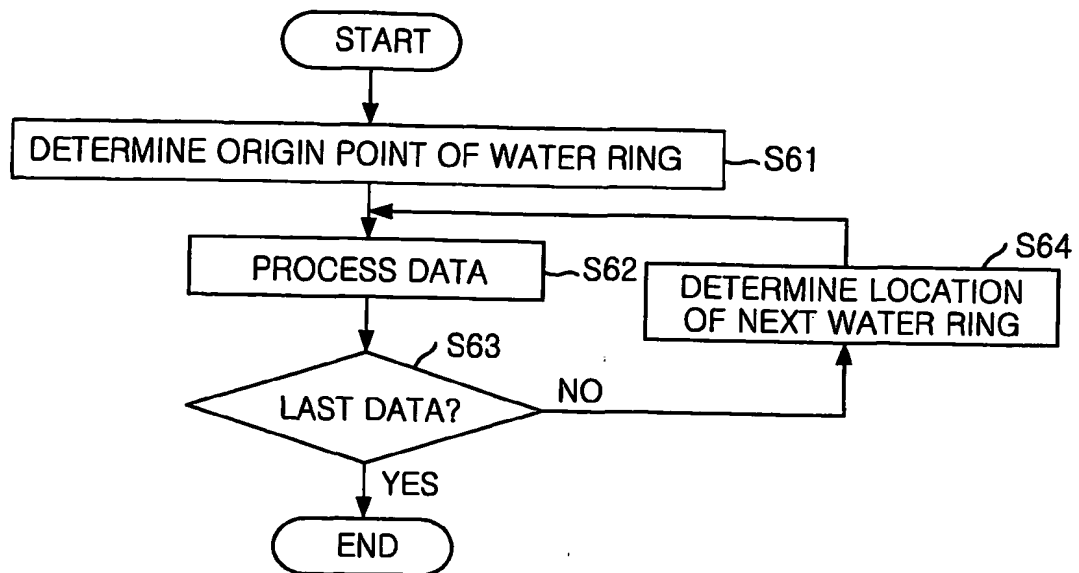 START
DETERMINE ORIGIN POINT OF WATER RING
S61
PROCESS DATA
S62
S64
DETERMINE LOCATION
OF NEXT WATER RING
S63
LAST DATA?
NO
YES
END